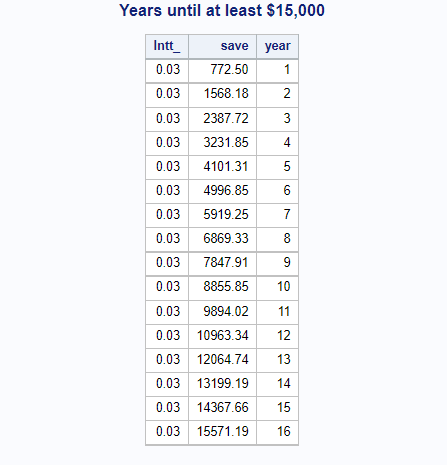 Years until at least $15,000
Intt_ save year
0.03 772.50 1
0.03 1568.18 2
0.03 2387.72 3
0.03 3231.85 4
0.03 4101.31 5
0.03 4996.85 6
0.03 5919.25 7
0.03 6869.33 8
0.03 7847.91 9
0.03 8855.85 10
0.03 9894.02 11
0.03 10963.34 12
0.03 12064.74 13
0.03 13199.19 14
0.03 14367.66 15
0.03 15571.19 16